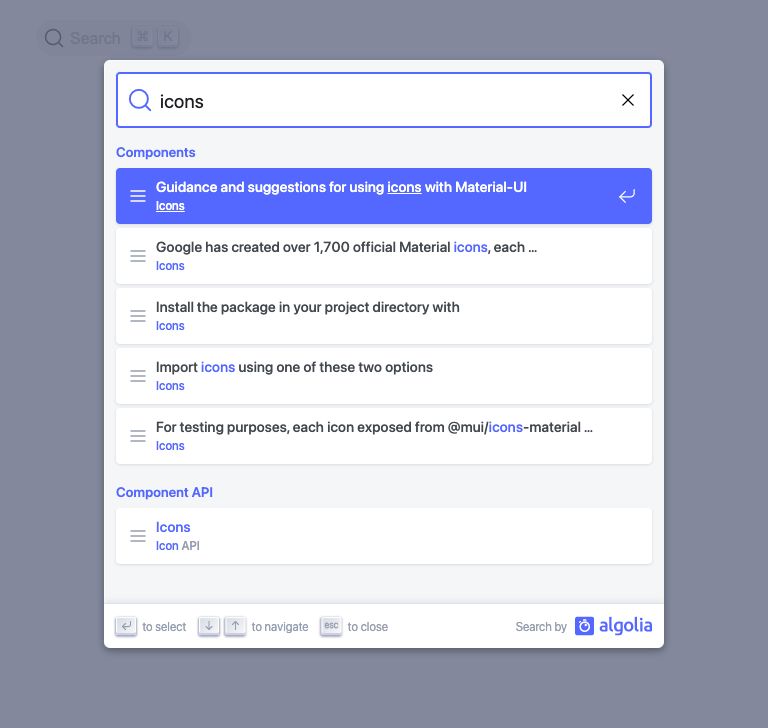 Search ⌘ K
icons
Components
Guidance and suggestions for using icons with Material-UI
Icons
Google has created over 1,700 official Material icons, each ...
Icons
Install the package in your project directory with
Icons
Import icons using one of these two options
Icons
For testing purposes, each icon exposed from @mui/icons-material ...
Icons
Component API
Icons
Icon API
to select to navigate esc to close Search by algolia